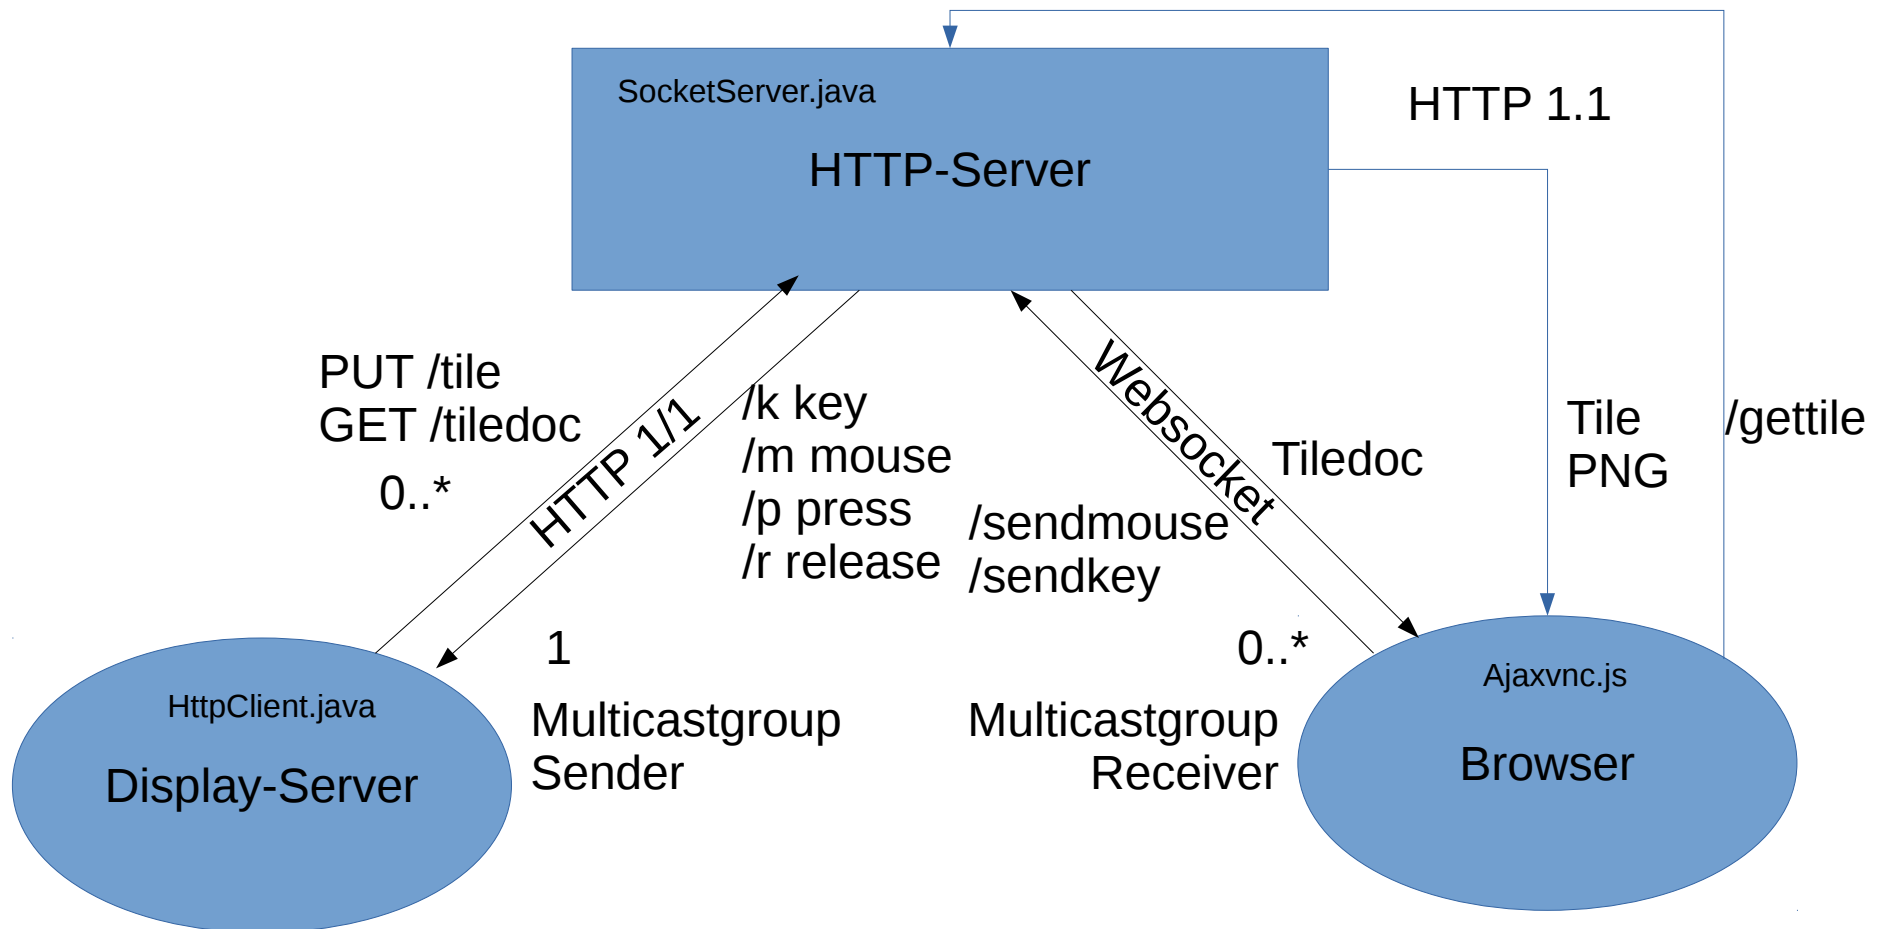 SocketServer.java
HTTP-Server
HTTP 1.1
PUT /tile
GET /tiledoc
0..*
HTTP 1/1
/k key
/m mouse
/p press
/r release
Websocket
Tiledoc
/sendmouse
/sendkey
Tile
PNG
/gettile
1
Multicastgroup
Sender
0..*
Multicastgroup
Receiver
HttpClient.java
Display-Server
Ajaxvnc.js
Browser